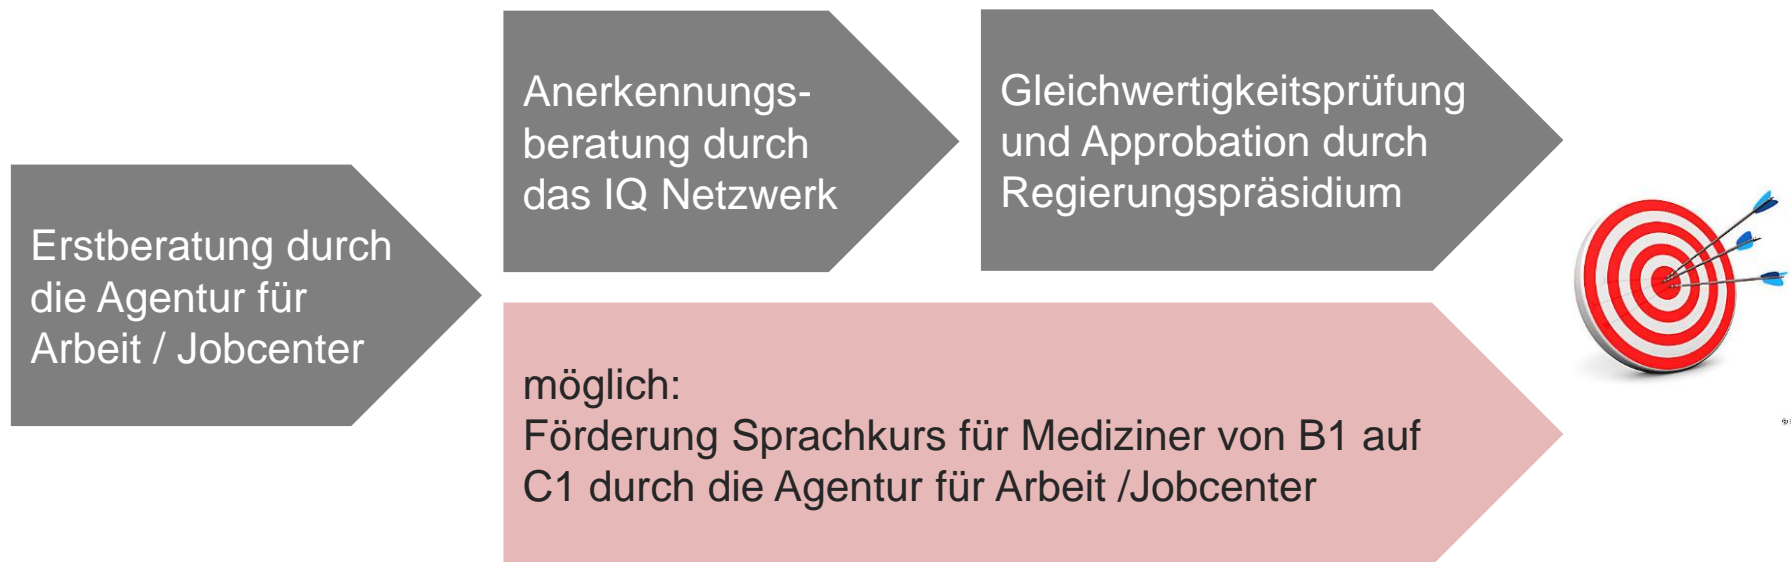 Erstberatung durch
die Agentur für
Arbeit / Jobcenter
Anerkennungs-
beratung durch
das IQ Netzwerk
Gleichwertigkeitsprüfung
und Approbation durch
Regierungspräsidium
möglich:
Förderung Sprachkurs für Mediziner von B1 auf
C1 durch die Agentur für Arbeit /Jobcenter